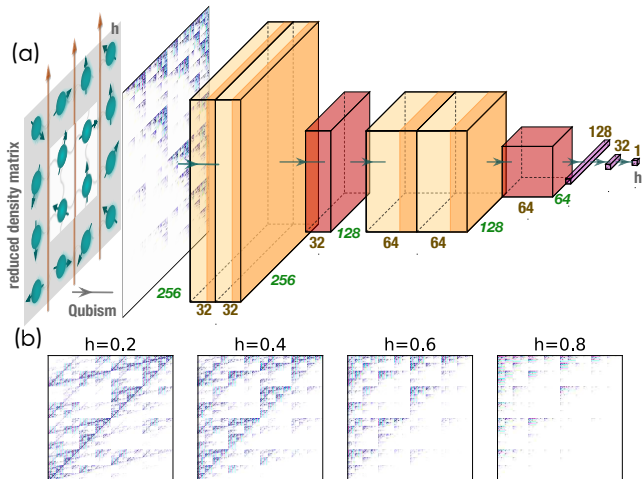 (a)
h
reduced density matrix
Qubism
256
32 32
256
32
128
64 64
128
64
64
128
32
1
h
(b)
h=0.2 h=0.4 h=0.6 h=0.8